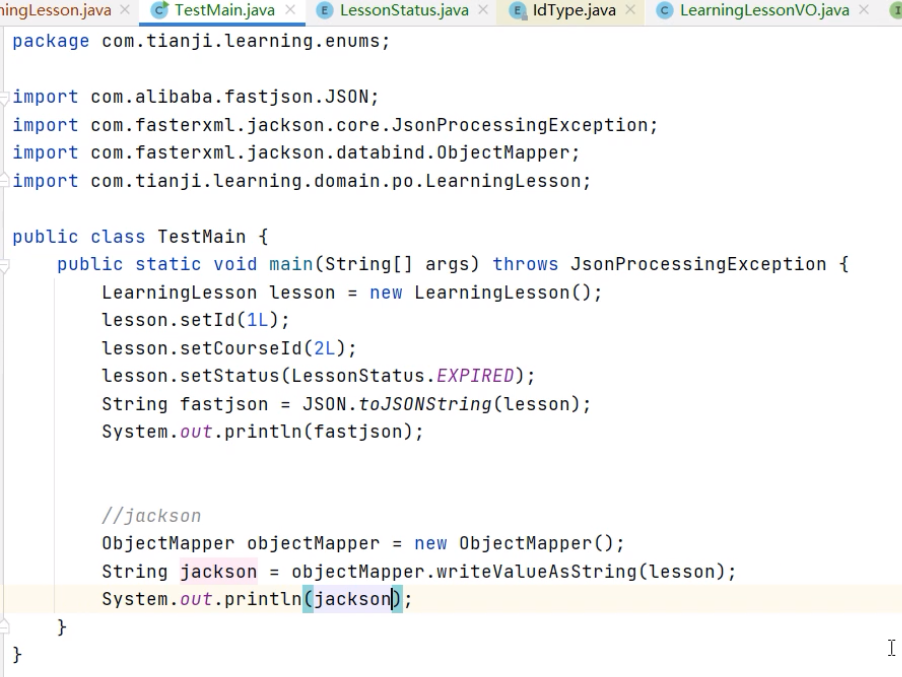 ningLesson.java TestMain.java LessonStatus.java IdType.java LearningLessonVO.java
package com.tianji.learning.enums;
import com.alibaba.fastjson.JSON;
import com.fasterxml.jackson.core.JsonProcessingException;
import com.fasterxml.jackson.databind.ObjectMapper;
import com.tianji.learning.domain.po.LearningLesson;
public class TestMain {
public static void main(String[] args) throws JsonProcessingException {
LearningLesson lesson = new LearningLesson();
lesson.setId(1L);
lesson.setCourseId(2L);
lesson.setStatus(LessonStatus.EXPIRED);
String fastjson = JSON.toJSONString(lesson);
System.out.println(fastjson);
//jackson
ObjectMapper objectMapper = new ObjectMapper();
String jackson = objectMapper.writeValueAsString(lesson);
System.out.println(jackson);
}
}